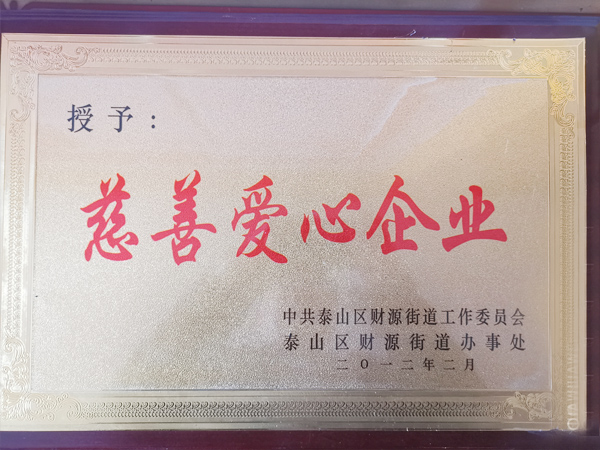 授予：
慈善爱心企业
中共泰山区财源街道工作委员会
泰山区财源街道办事处
二〇一二年二月